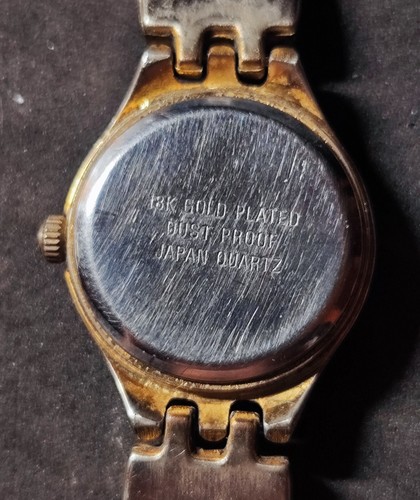 18K GOLD PLATED
DUST PROOF
JAPAN QUARTZ